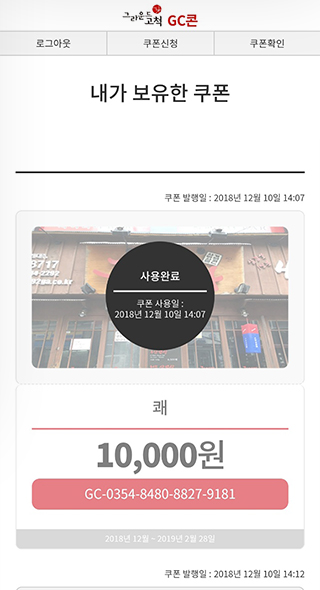 그라운드
고척 GC콘
로그아웃 쿠폰신청 쿠폰확인
내가 보유한 쿠폰
쿠폰 발행일 : 2018년 12월 10일 14:07
사용완료
쿠폰 사용일 :
2018년 12월 10일 14:07
쾌
10,000원
GC-0354-8480-8827-9181
2018년 12월 ~ 2019년 2월 28일
쿠폰 발행일 : 2018년 12월 10일 14:12